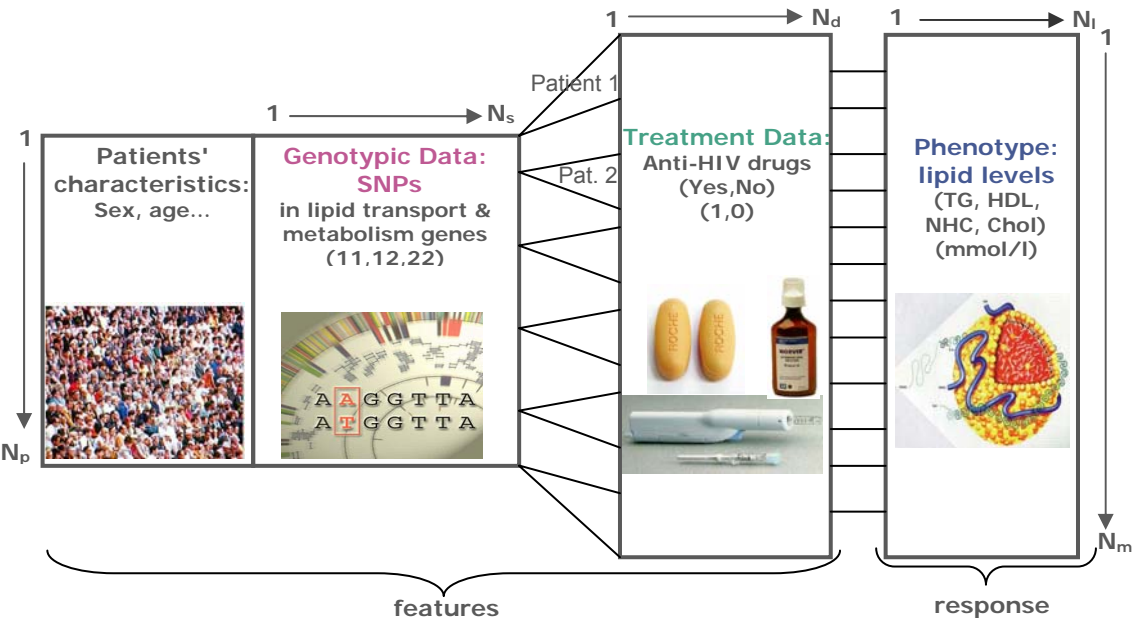 1 N_d
1 N_l
1
Patient 1
1 N_s
1
Patients'
characteristics:
Sex, age...
Genotypic Data:
SNPs
in lipid transport &
metabolism genes
(11,12,22)
Pat. 2
Treatment Data:
Anti-HIV drugs
(Yes,No)
(1,0)
Phenotype:
lipid levels
(TG, HDL,
NHC, Chol)
(mmol/l)
ROCHE
ROCHE
A A G G T T A
A T G G T T A
N_p
N_m
features
response